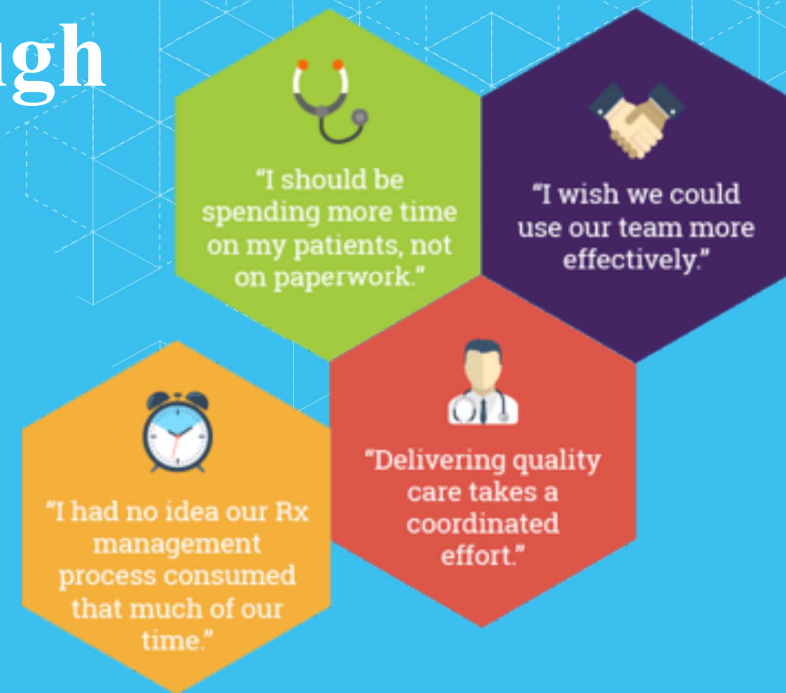 ugh
“I should be
spending more time
on my patients, not
on paperwork.”
“I wish we could
use our team more
effectively.”
“Delivering quality
care takes a
coordinated
effort.”
“I had no idea our Rx
management
process consumed
that much of our
time.”